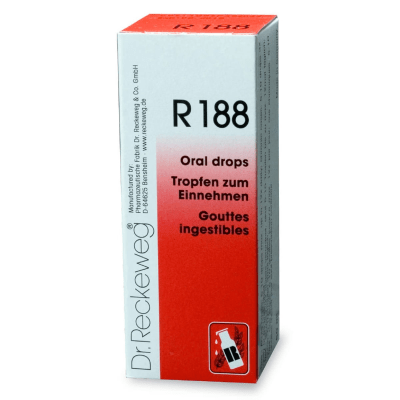 R 188
Oral drops
Tropfen zum
Einnehmen
Gouttes
ingestibles
Dr.Reckeweg®
Manufactured by:
Pharmazeutische Fabrik Dr. Reckeweg & Co. GmbH
D-64625 Bensheim www.reckeweg.de
R